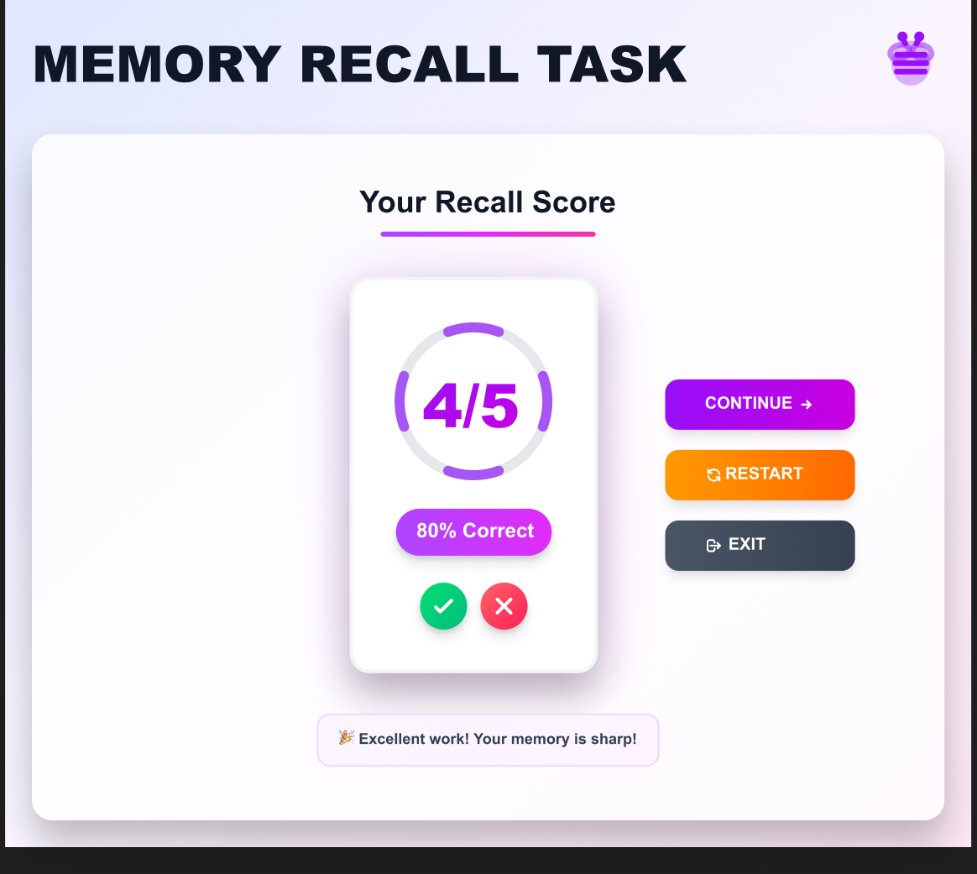 MEMORY RECALL TASK
Your Recall Score
4/5
80% Correct
CONTINUE →
RESTART
EXIT
🎉 Excellent work! Your memory is sharp!